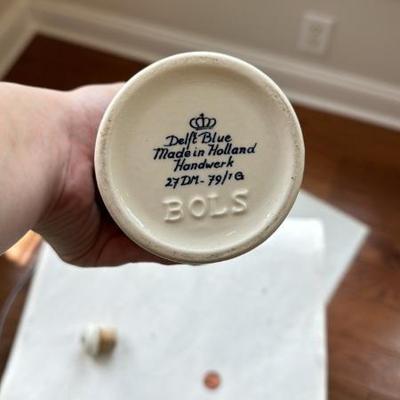 Delft Blue
Made in Holland
Handwerk
27DM-79/1G
BOLS